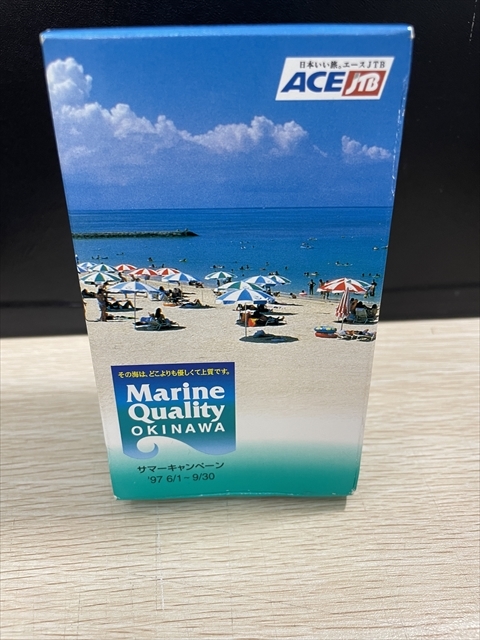 日本いい旅。エースJTB
ACE JTB
その海は、どこよりも優しくて上質です。
Marine
Quality
OKINAWA
サマーキャンペーン
'97 6/1~9/30